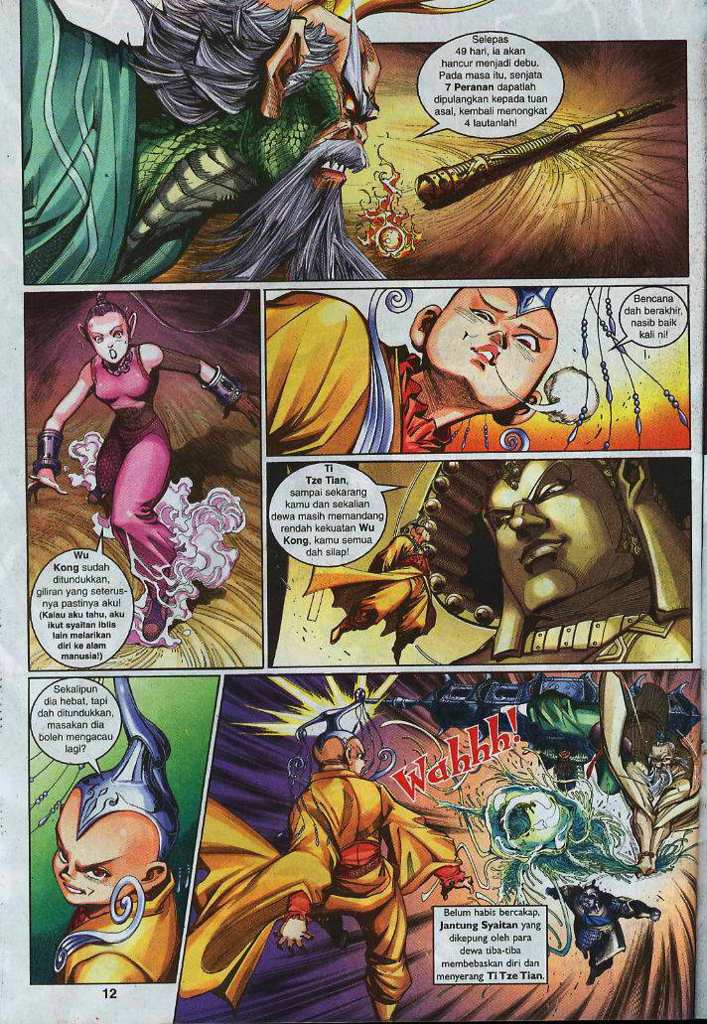 Selepas
49 hari, ia akan
hancur menjadi debu.
Pada masa itu, senjata
7 Peranan dapatlah
dipulangkan kepada tuan
asal, kembali menongkat
4 lautanlah!
Bencana
dah berakhir,
nasib baik
kali ni!
Wu
Kong sudah
ditundukkan,
giliran yang seterus-
nya pastinya aku!
(Kalau aku tahu, aku
ikut syaitan iblis
lain melarikan
diri ke alam
manusia!)
Ti
Tze Tian,
sampai sekarang
kamu dan sekalian
dewa masih memandang
rendah kekuatan Wu
Kong, kamu semua
dah silap!
Sekalipun
dia hebat, tapi
dah ditundukkan,
masakan dia
boleh mengacau
lagi?
Wahhh!
Belum habis bercakap,
Jantung Syaitan yang
dikepung oleh para
dewa tiba-tiba
membebaskan diri dan
menyerang Ti Tze Tian.
12